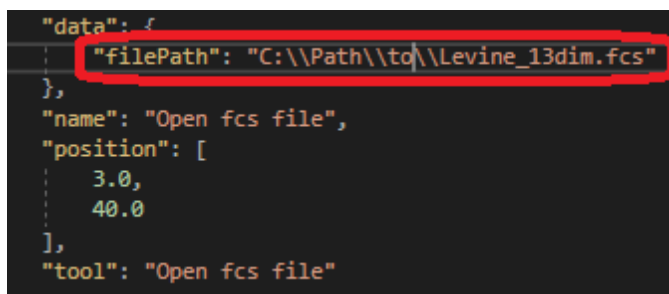 "data": {
"filePath": "C:\\Path\\to\\Levine_13dim.fcs"
},
"name": "Open fcs file",
"position": [
3.0,
40.0
],
"tool": "Open fcs file"